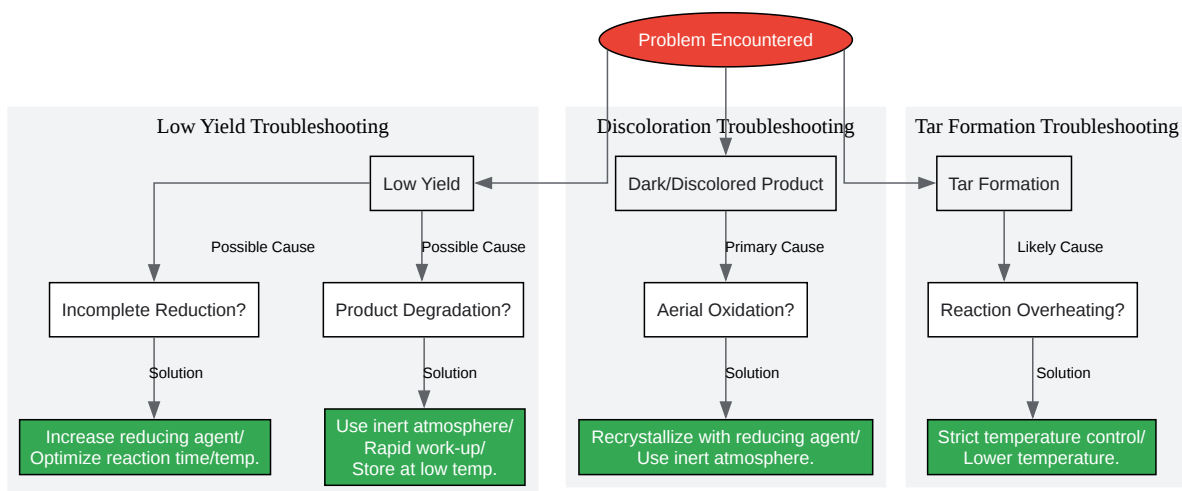 Problem Encountered
Low Yield Troubleshooting
Discoloration Troubleshooting
Tar Formation Troubleshooting
Low Yield
Dark/Discolored Product
Tar Formation
Possible Cause
Possible Cause
Primary Cause
Likely Cause
Incomplete Reduction?
Product Degradation?
Aerial Oxidation?
Reaction Overheating?
Solution
Solution
Solution
Solution
Increase reducing agent/
Optimize reaction time/temp.
Use inert atmosphere/
Rapid work-up/
Store at low temp.
Recrystallize with reducing agent/
Use inert atmosphere.
Strict temperature control/
Lower temperature.